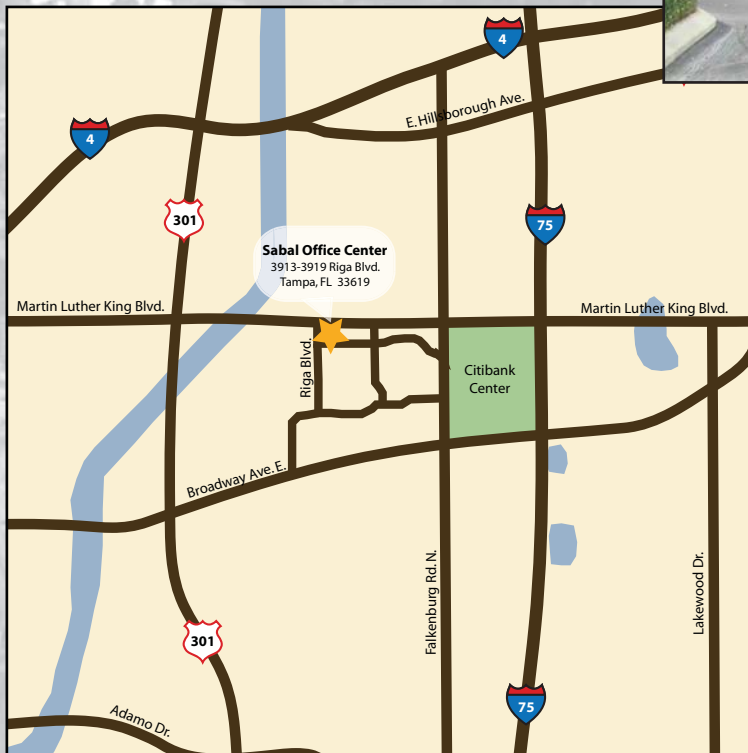 4
E. Hillsborough Ave.
4
301
75
Sabal Office Center
3913-3919 Riga Blvd.
Tampa, FL 33619
Martin Luther King Blvd.
Martin Luther King Blvd.
Riga Blvd.
Citibank
Center
Broadway Ave. E.
Falkenburg Rd. N.
Lakewood Dr.
301
75
Adamo Dr.